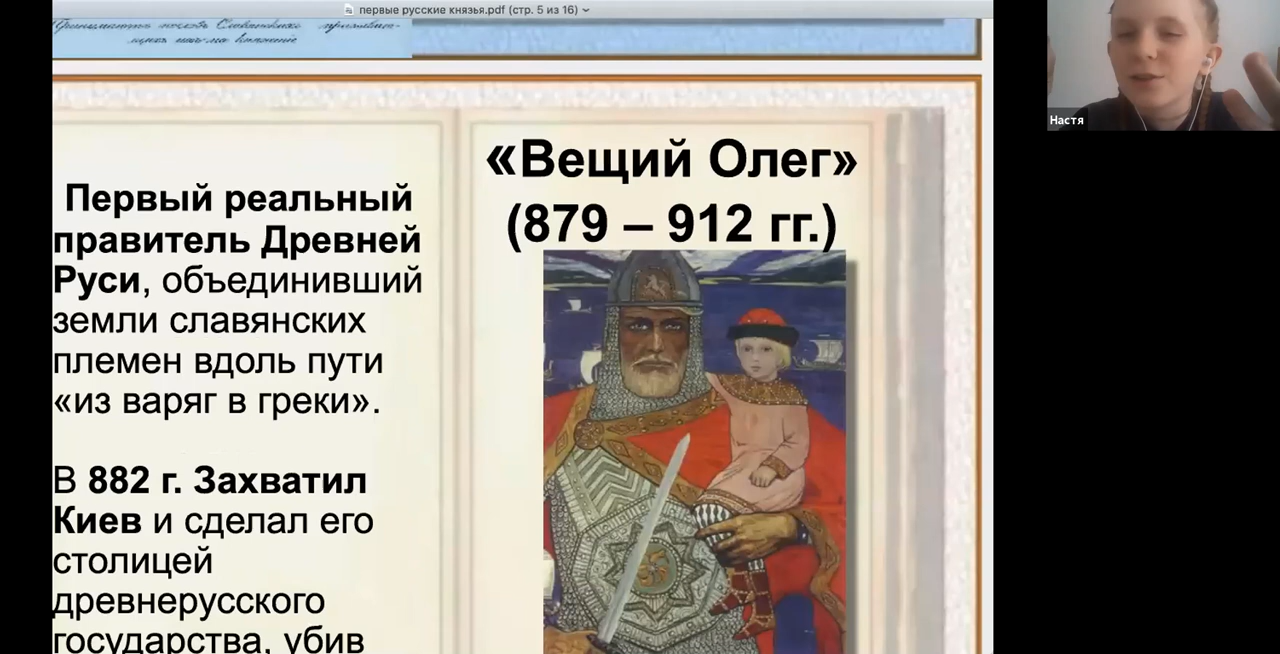 первые русские князья.pdf (стр. 5 из 16)
Первый реальный
правитель Древней
Руси, объединивший
земли славянских
племен вдоль пути
«из варяг в греки».
В 882 г. Захватил
Киев и сделал его
столицей
древнерусского
государства, убив
«Вещий Олег»
(879 – 912 гг.)
Настя